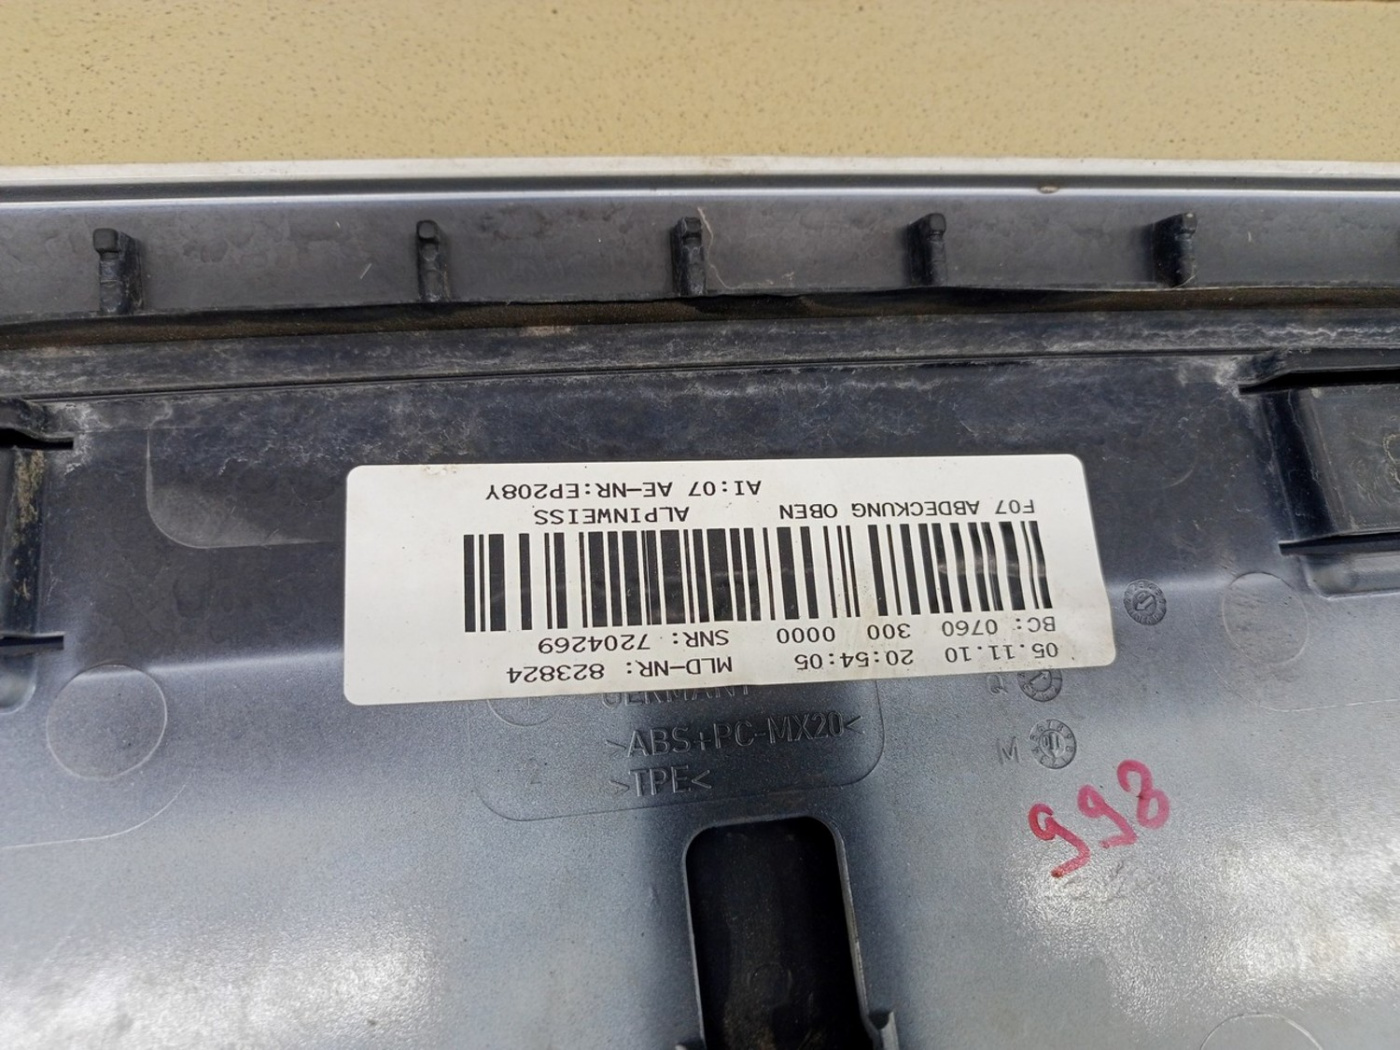 05.11.10 20:54:05 MLD-NR: 823824
BC: 0760 300 0000 SNR: 7204269
F07 ABDECKUNG OBEN ALPINWEISS
AI:07 AE-NR:EP208Y
GERMANY
>ABS+PC-MX20<
>TPE<
M
998